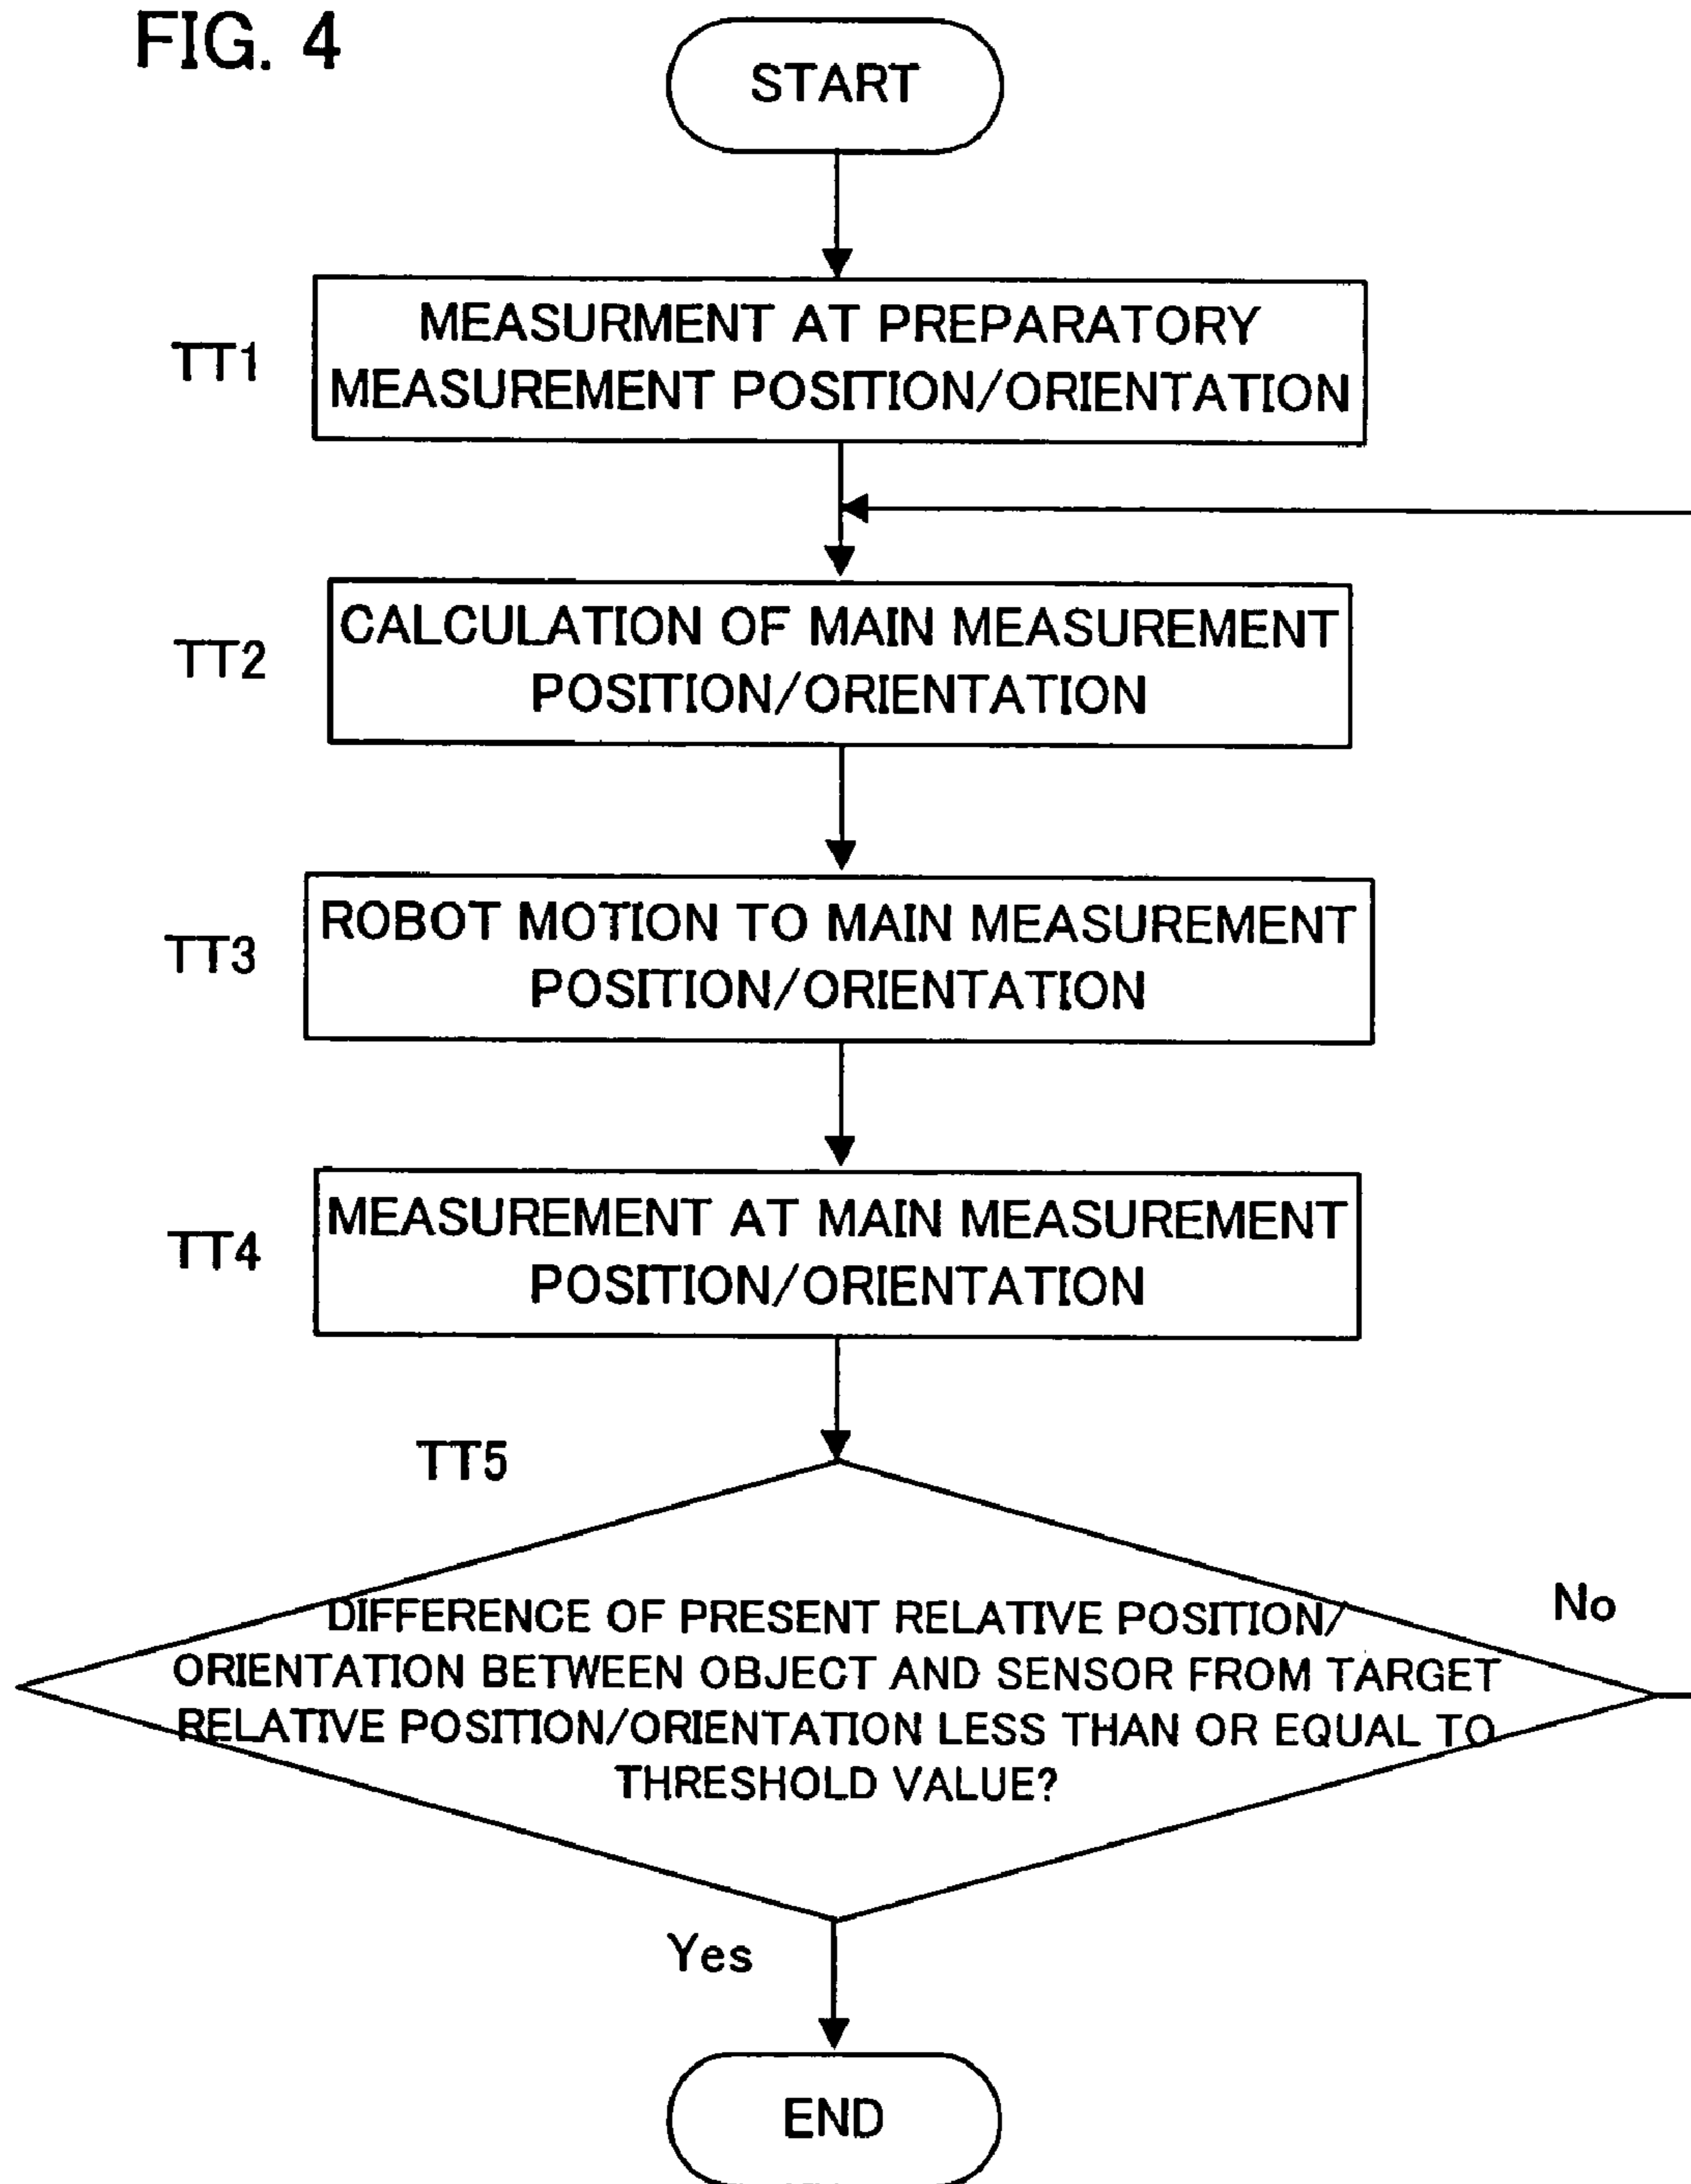 FIG. 4
START
TT1
MEASURMENT AT PREPARATORY
MEASUREMENT POSITION/ORIENTATION
TT2
CALCULATION OF MAIN MEASUREMENT
POSITION/ORIENTATION
TT3
ROBOT MOTION TO MAIN MEASUREMENT
POSITION/ORIENTATION
TT4
MEASUREMENT AT MAIN MEASUREMENT
POSITION/ORIENTATION
TT5
DIFFERENCE OF PRESENT RELATIVE POSITION/
ORIENTATION BETWEEN OBJECT AND SENSOR FROM TARGET
RELATIVE POSITION/ORIENTATION LESS THAN OR EQUAL TO
THRESHOLD VALUE?
No
Yes
END